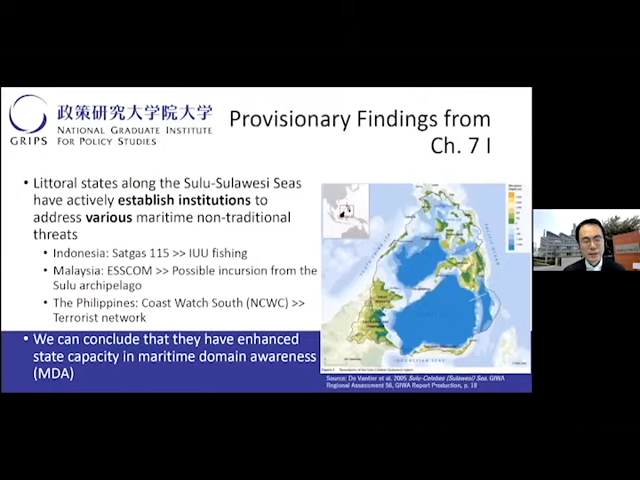 政策研究大学院大学
NATIONAL GRADUATE INSTITUTE
FOR POLICY STUDIES
GRIPS
Provisionary Findings from
Ch. 7 I
• Littoral states along the Sulu-Sulawesi Seas
have actively establish institutions to
address various maritime non-traditional
threats
• Indonesia: Satgas 115 >> IUU fishing
• Malaysia: ESSCOM >> Possible incursion from the
Sulu archipelago
• The Philippines: Coast Watch South (NCWC) >>
Terrorist network
• We can conclude that they have enhanced
state capacity in maritime domain awareness
(MDA)
Source: De Vantier et al. 2005 Sulu-Celebes (Sulawesi) Sea. GIWA
Regional Assessment 56, GIWA Report Production, p. 18